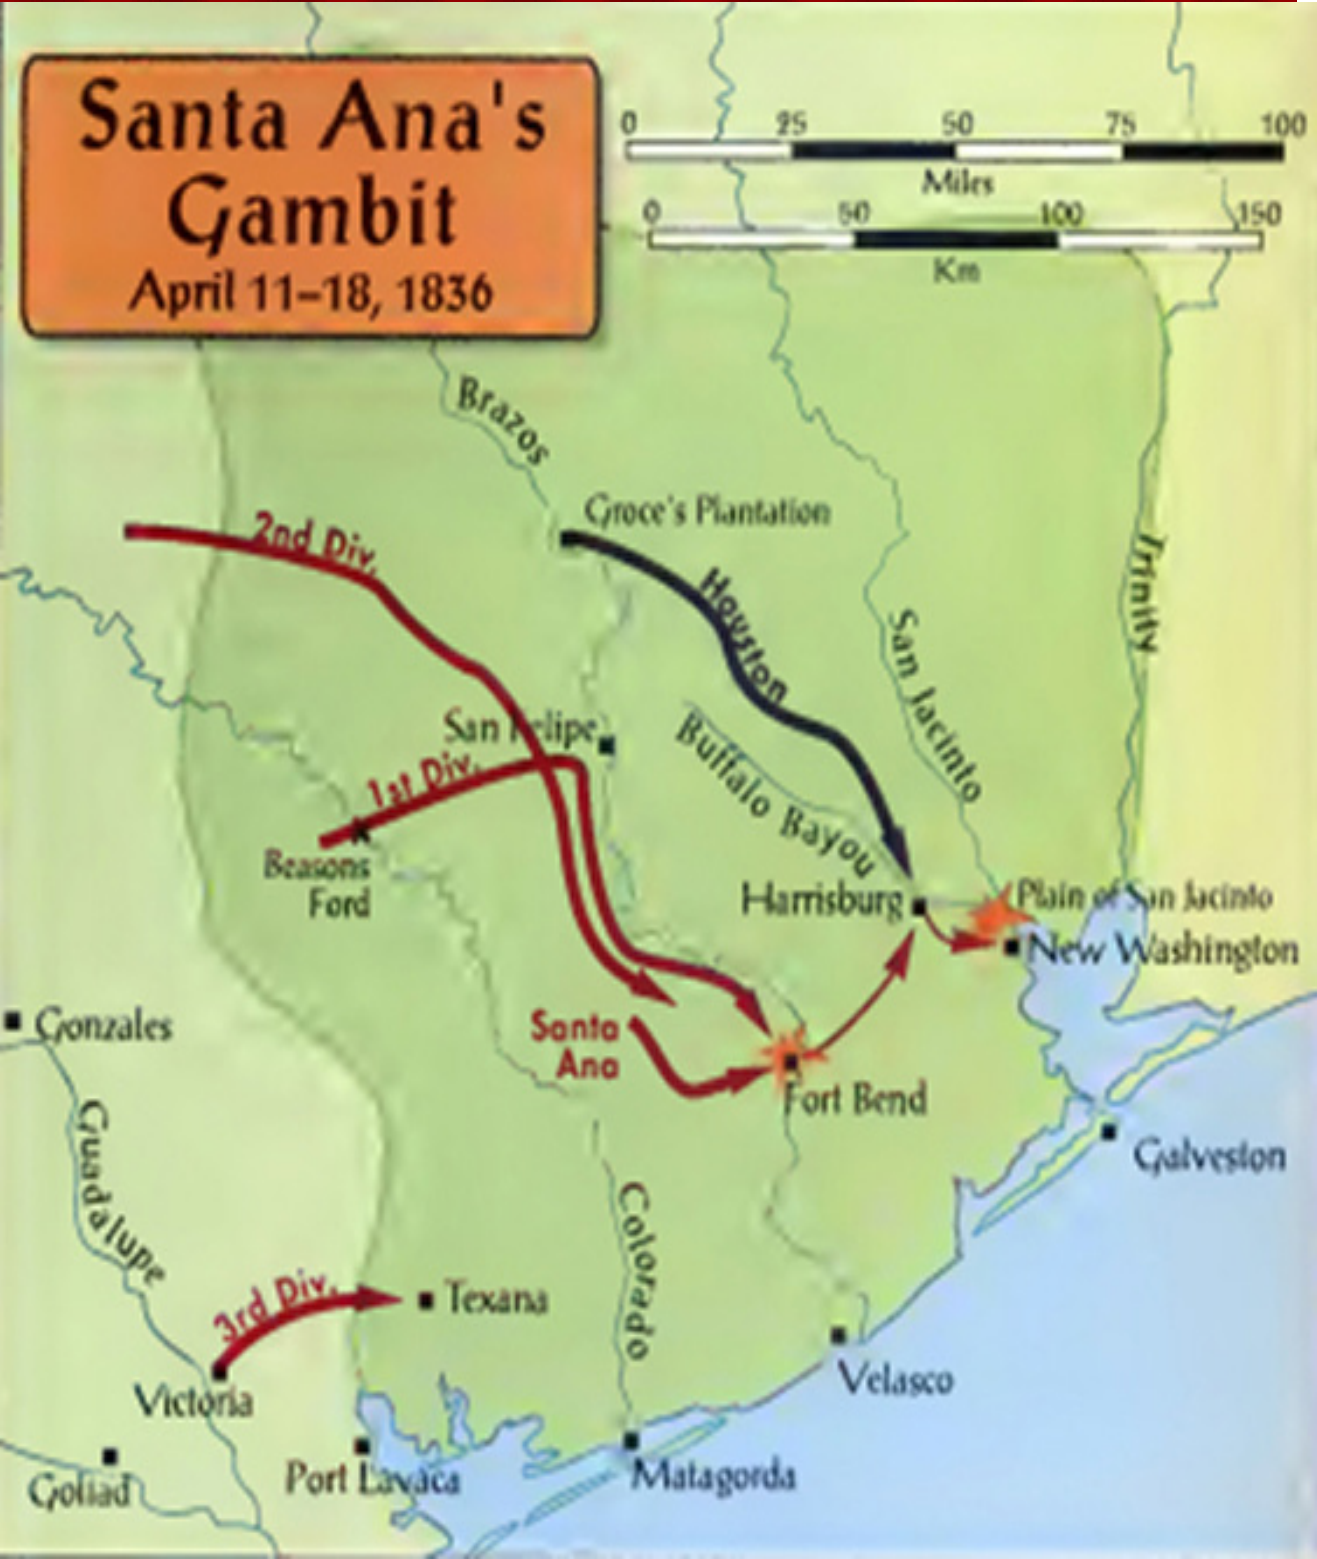 Santa Ana's
Gambit
April 11–18, 1836
0 25 50 75 100
Miles
0 50 100 150
Km
Brazos
Groce's Plantation
2nd Div.
Houston
Trinity
San Jacinto
San Felipe
Buffalo Bayou
1st Div.
Beasons
Ford
Harrisburg
Plain of San Jacinto
New Washington
Gonzales
Santa
Ana
Fort Bend
Galveston
Guadalupe
Colorado
3rd Div.
Texana
Velasco
Victoria
Goliad
Port Lavaca
Matagorda